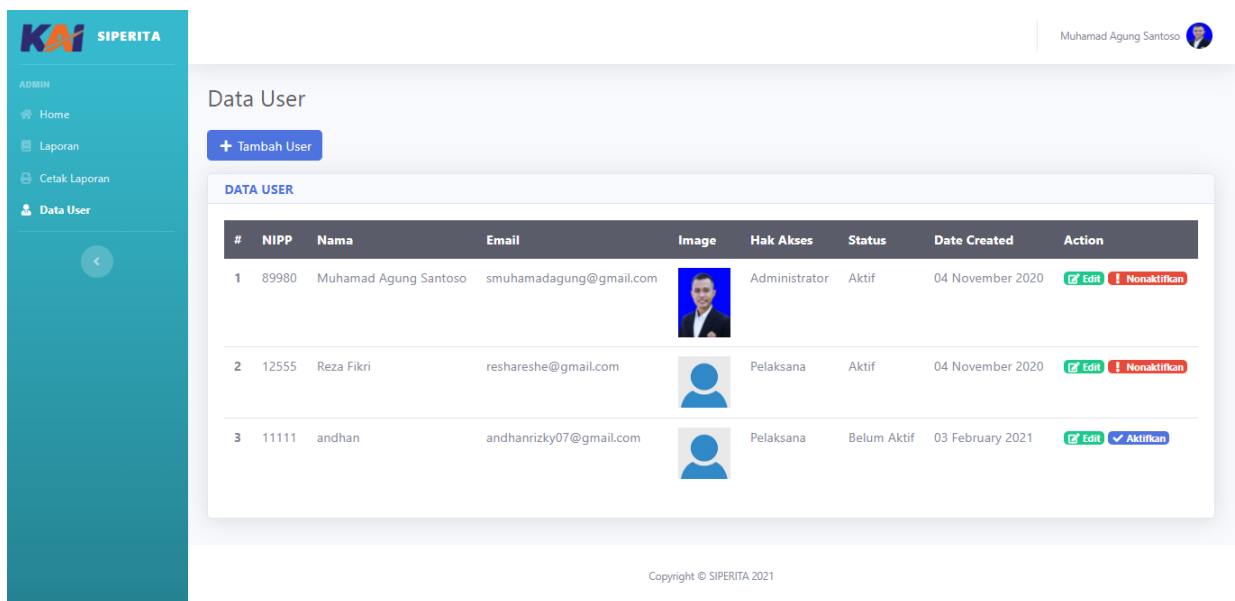 KAI SIPERITA
Muhamad Agung Santoso
ADMIN
Home
Laporan
Cetak Laporan
Data User
Data User
+ Tambah User
DATA USER
# NIPP Nama Email Image Hak Akses Status Date Created Action
1 89980 Muhamad Agung Santoso smuhamadagung@gmail.com Administrator Aktif 04 November 2020 Edit ! Nonaktifkan
2 12555 Reza Fikri reshareshe@gmail.com Pelaksana Aktif 04 November 2020 Edit ! Nonaktifkan
3 11111 andhan andhanrizky07@gmail.com Pelaksana Belum Aktif 03 February 2021 Edit Aktifkan
Copyright © SIPERITA 2021